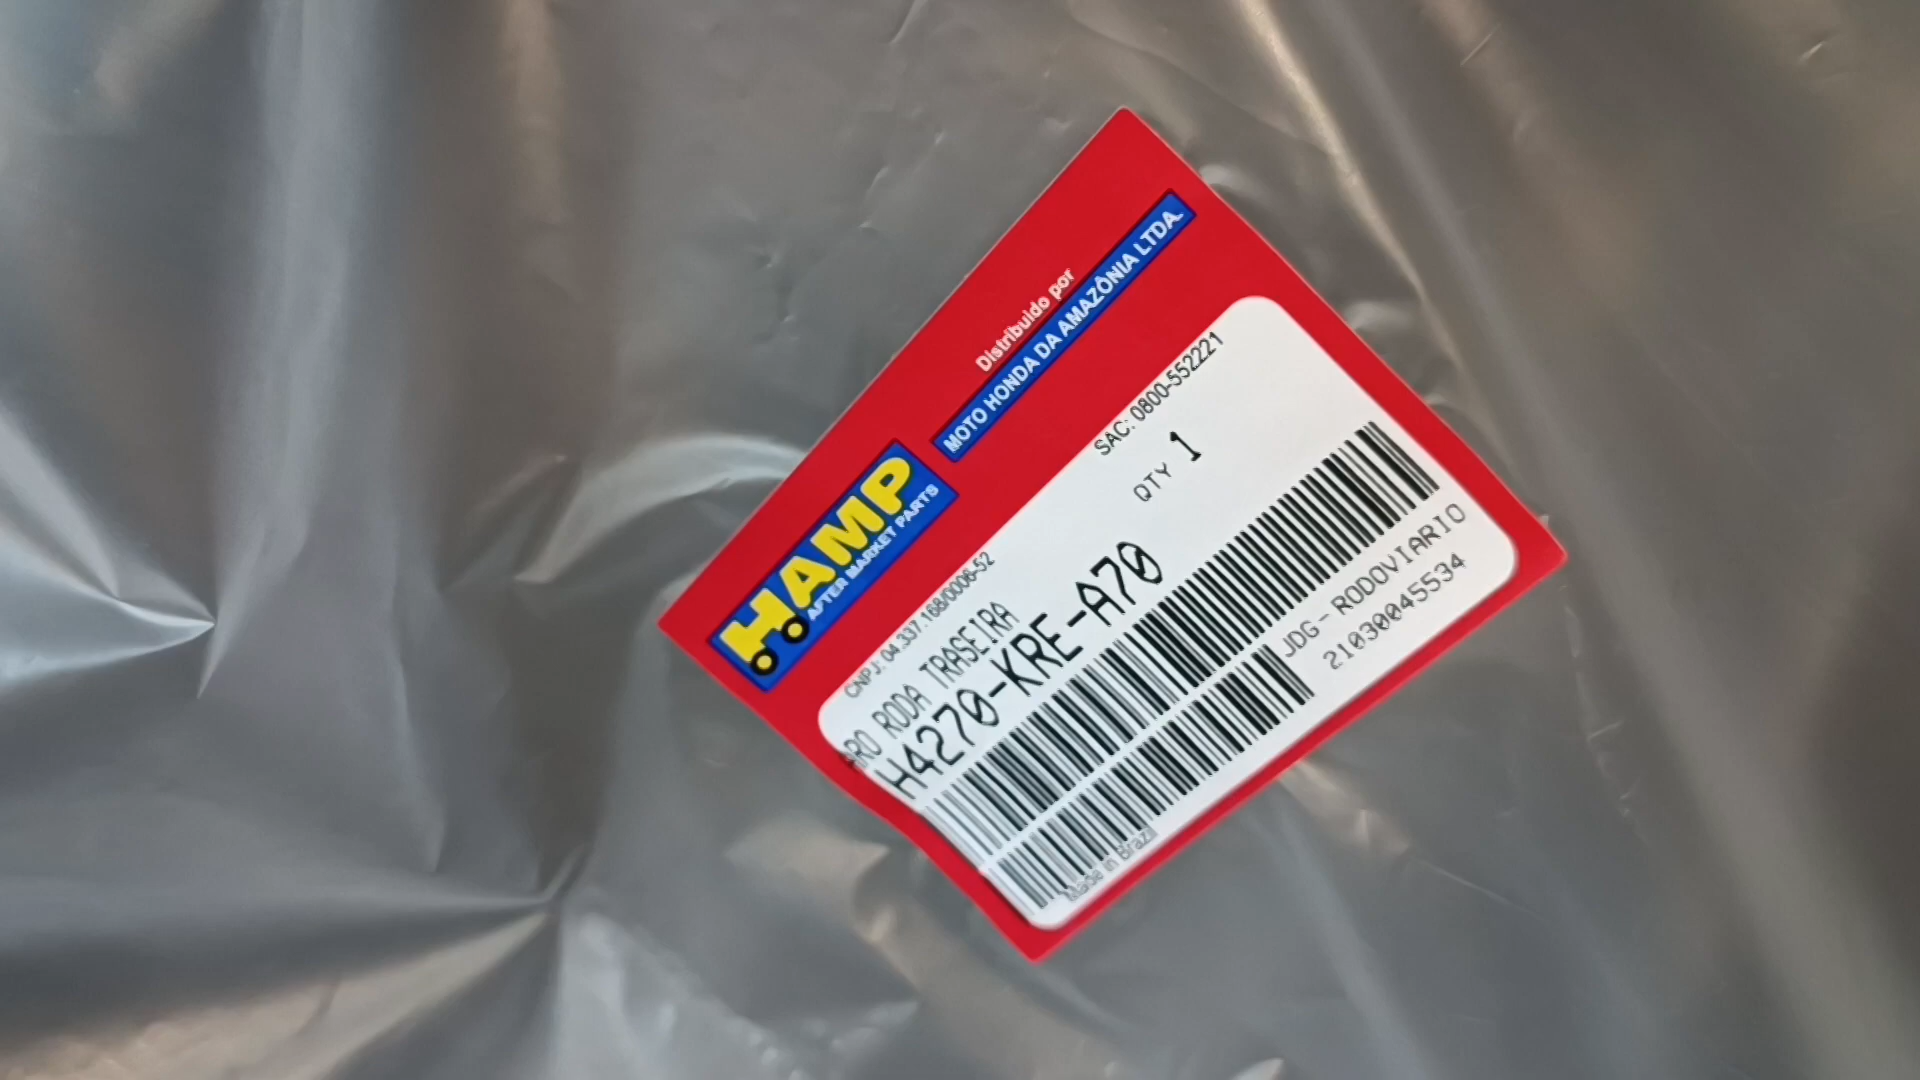 Distribuido por
MOTO HONDA DA AMAZÔNIA LTDA.
HAMP
AFTER MARKET PARTS
CNPJ: 04.337.168/0006-52 SAC: 0800-552221
ARO RODA TRASEIRA QTY 1
H4270-KRE-A70
JDG-RODOVIARIO
21030045534
Made in Brazil